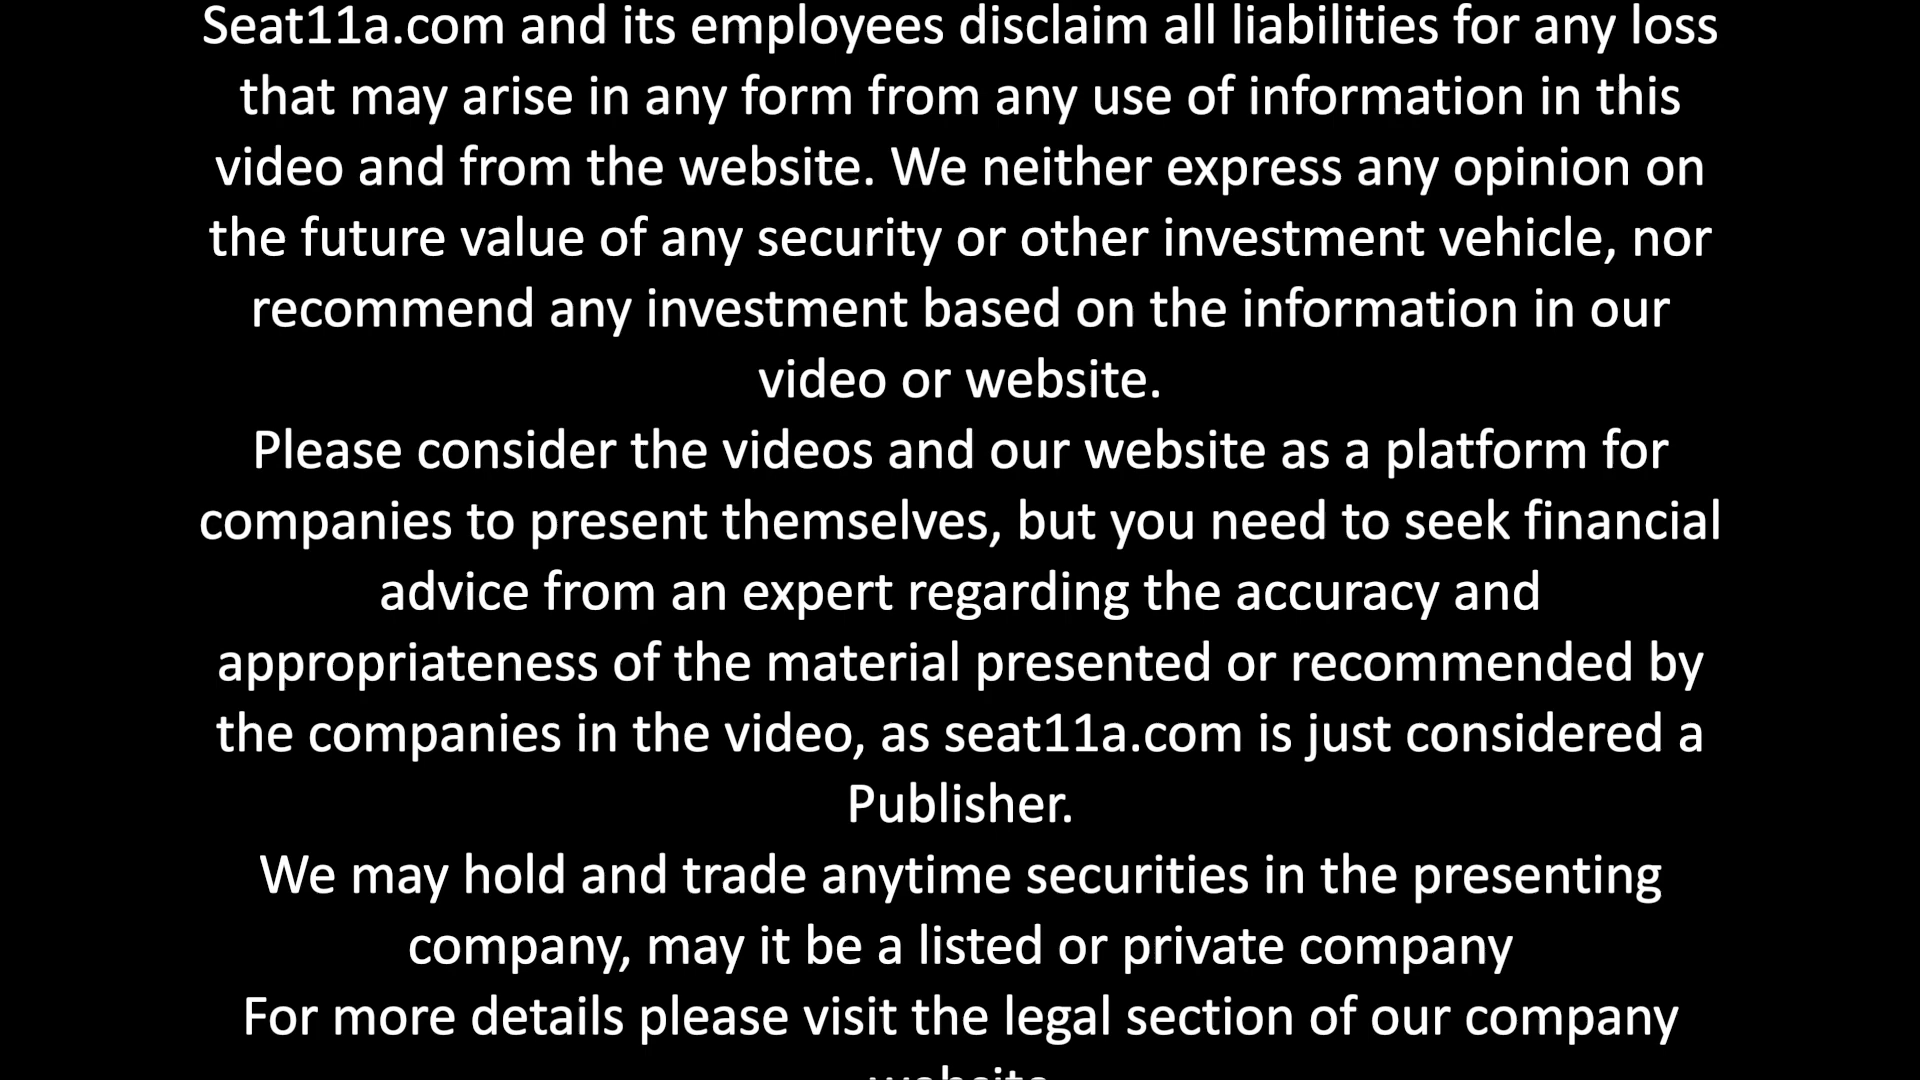 Seat11a.com and its employees disclaim all liabilities for any loss
that may arise in any form from any use of information in this
video and from the website. We neither express any opinion on
the future value of any security or other investment vehicle, nor
recommend any investment based on the information in our
video or website.
Please consider the videos and our website as a platform for
companies to present themselves, but you need to seek financial
advice from an expert regarding the accuracy and
appropriateness of the material presented or recommended by
the companies in the video, as seat11a.com is just considered a
Publisher.
We may hold and trade anytime securities in the presenting
company, may it be a listed or private company
For more details please visit the legal section of our company
website